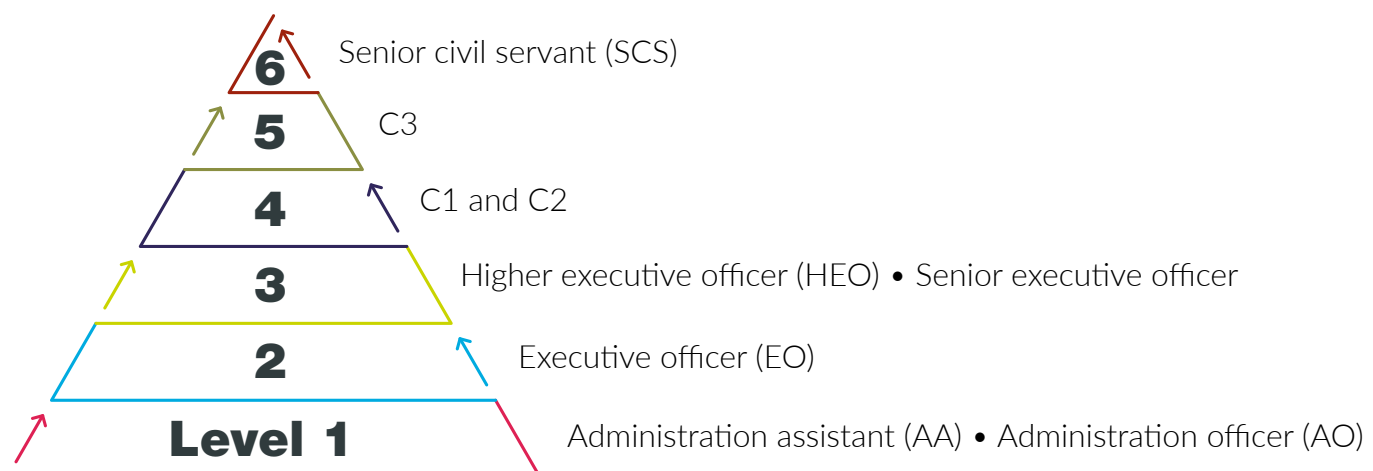 6 Senior civil servant (SCS)
5 C3
4 C1 and C2
3 Higher executive officer (HEO) • Senior executive officer
2 Executive officer (EO)
Level 1 Administration assistant (AA) • Administration officer (AO)